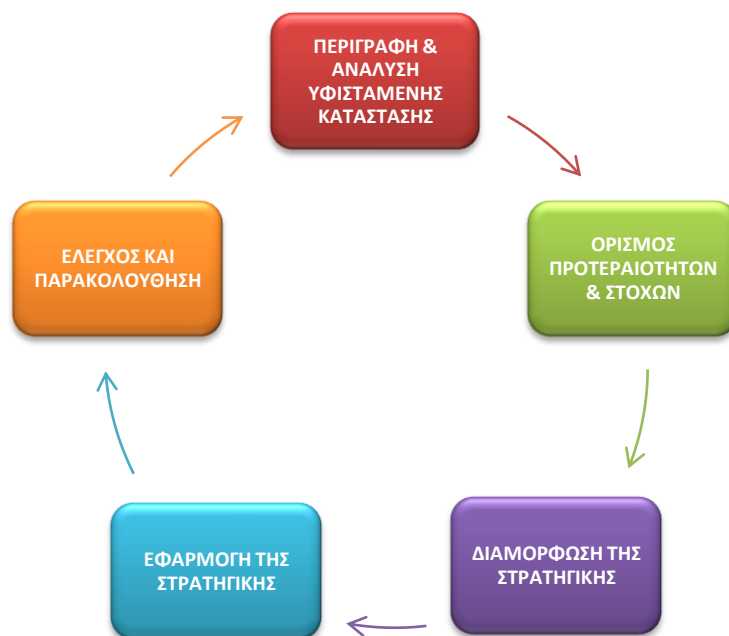 ΠΕΡΙΓΡΑΦΗ &
ΑΝΑΛΥΣΗ
ΥΦΙΣΤΑΜΕΝΗΣ
ΚΑΤΑΣΤΑΣΗΣ
ΟΡΙΣΜΟΣ
ΠΡΟΤΕΡΑΙΟΤΗΤΩΝ
& ΣΤΟΧΩΝ
ΔΙΑΜΟΡΦΩΣΗ ΤΗΣ
ΣΤΡΑΤΗΓΙΚΗΣ
ΕΦΑΡΜΟΓΗ ΤΗΣ
ΣΤΡΑΤΗΓΙΚΗΣ
ΕΛΕΓΧΟΣ ΚΑΙ
ΠΑΡΑΚΟΛΟΥΘΗΣΗ